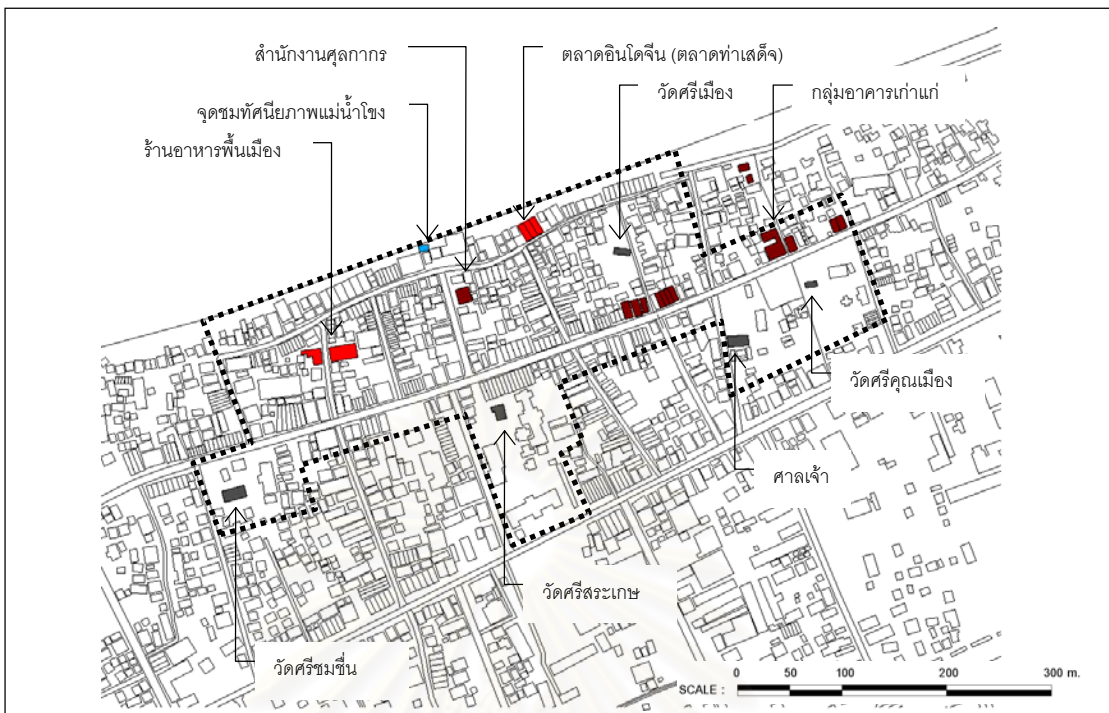 สำนักงานศุลกากร
ตลาดอินโดจีน (ตลาดท่าเสด็จ)
วัดศรีเมือง
กลุ่มอาคารเก่าแก่
จุดชมทัศนียภาพแม่น้ำโขง
ร้านอาหารพื้นเมือง
วัดศรีคุณเมือง
ศาลเจ้า
วัดศรีสระเกษ
วัดศรีชมชื่น
SCALE : 0 50 100 200 300 m.